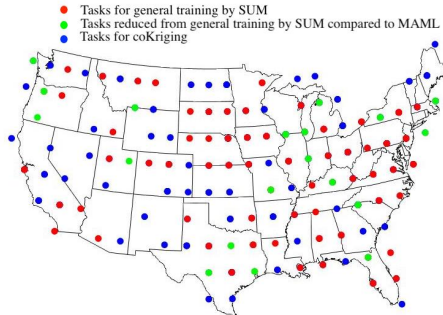 Tasks for general training by SUM
Tasks reduced from general training by SUM compared to MAML
Tasks for coKriging